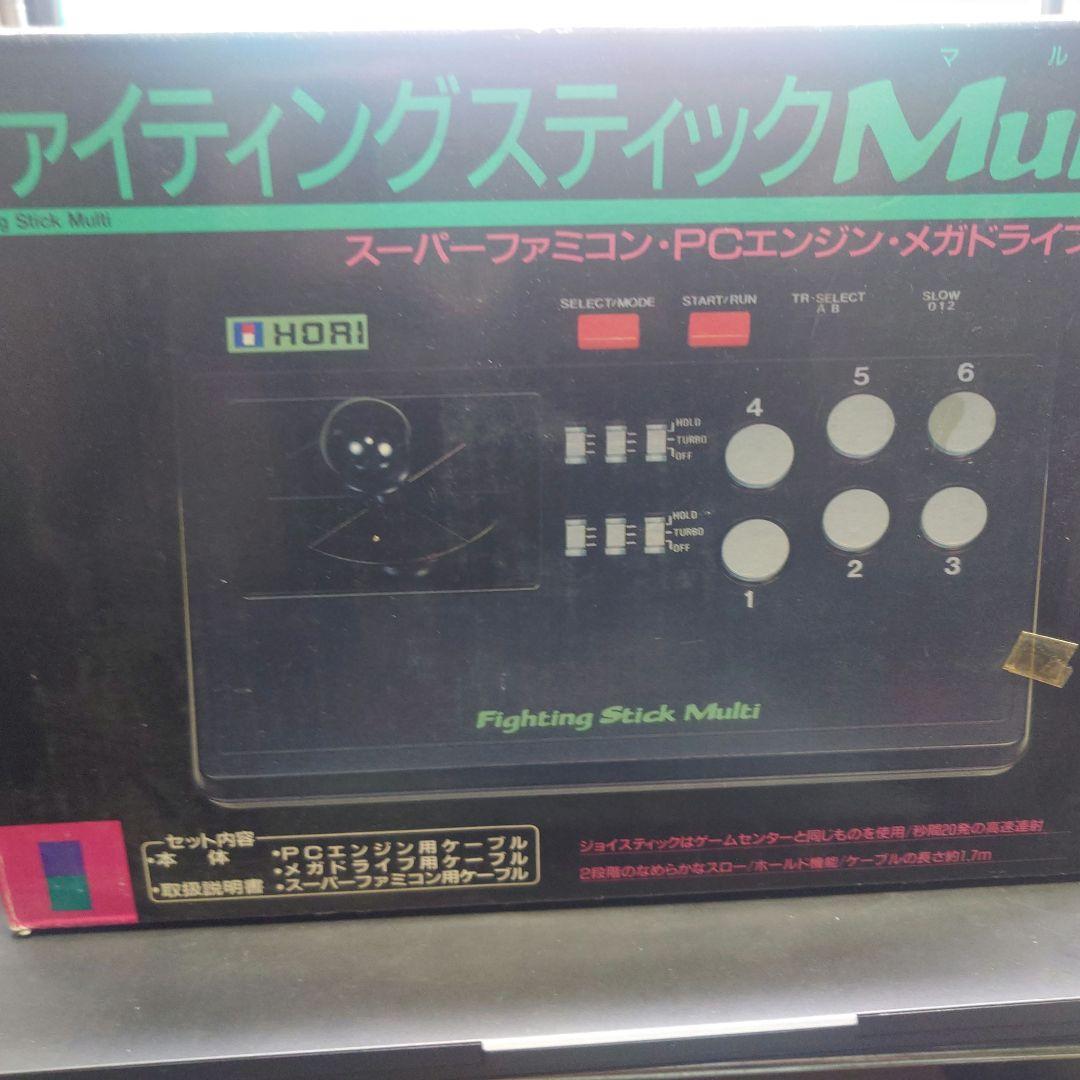 マル
ァイティングスティックMul
g Stick Multi
スーパーファミコン・PCエンジン・メガドライブ
SELECT/MODE
START/RUN
TR-SELECT
A B
SLOW
0 1 2
HORI
4
5
6
HOLD
TURBO
OFF
HOLD
TURBO
OFF
1
2
3
Fighting Stick Multi
セット内容
・本 体
・取扱説明書
・PCエンジン用ケーブル
・メガドライブ用ケーブル
・スーパーファミコン用ケーブル
ジョイスティックはゲームセンターと同じものを使用/秒間20発の高速連射
2段階のなめらかなスロー/ホールド機能/ケーブルの長さ約1.7m